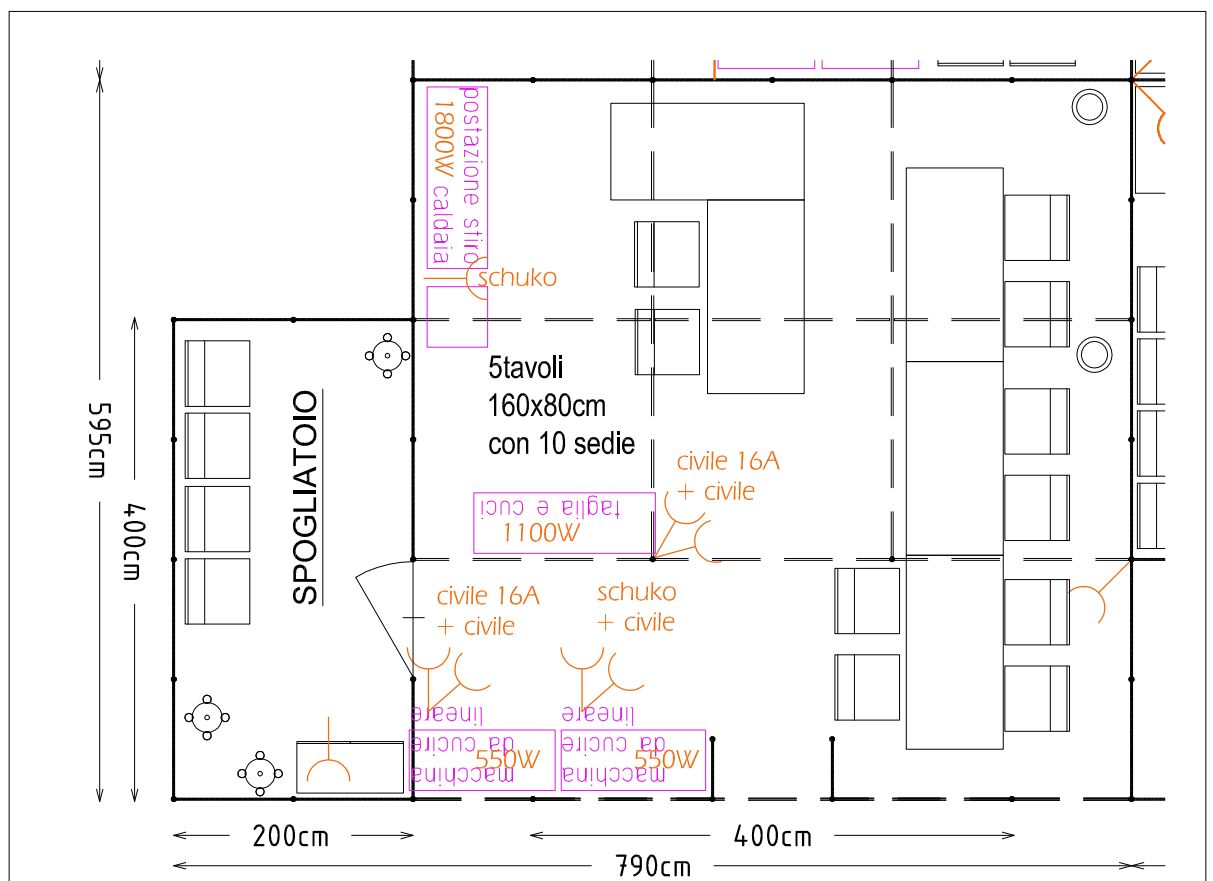 postazione stiro
1800W caldaia
schuko
5tavoli
160x80cm
con 10 sedie
SPOGLIATOIO
595cm
400cm
civile 16A
+ civile
taglia e cuci
1100W
civile 16A
+ civile
schuko
+ civile
macchina
da cucire
lineare
550W
macchina
da cucire
lineare
550W
200cm
400cm
790cm